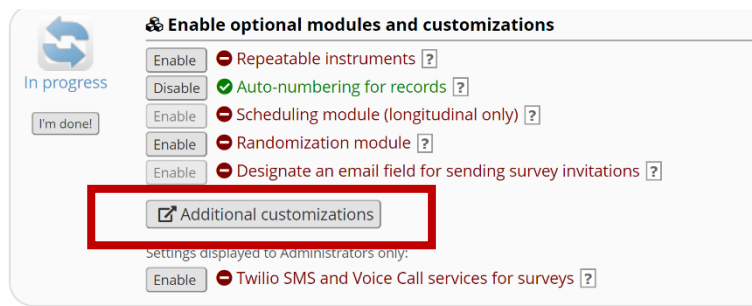 Enable optional modules and customizations
In progress
I'm done!
Enable Repeatable instruments ?
Disable Auto-numbering for records ?
Enable Scheduling module (longitudinal only) ?
Enable Randomization module ?
Enable Designate an email field for sending survey invitations ?
Additional customizations
Settings displayed to Administrators only:
Enable Twilio SMS and Voice Call services for surveys ?